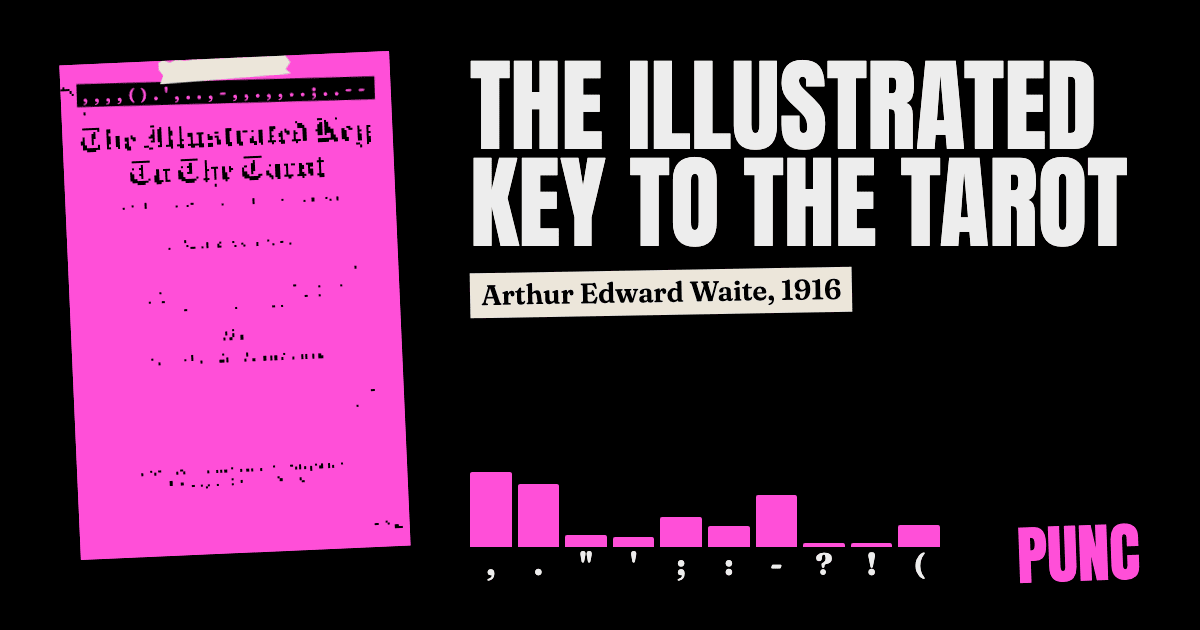 ,,,,().',..,-,,.,,..;..--
The Illustrated Key
To The Tarot
THE ILLUSTRATED
KEY TO THE TAROT
Arthur Edward Waite, 1916
, . " ' ; : - ? ! (
PUNC